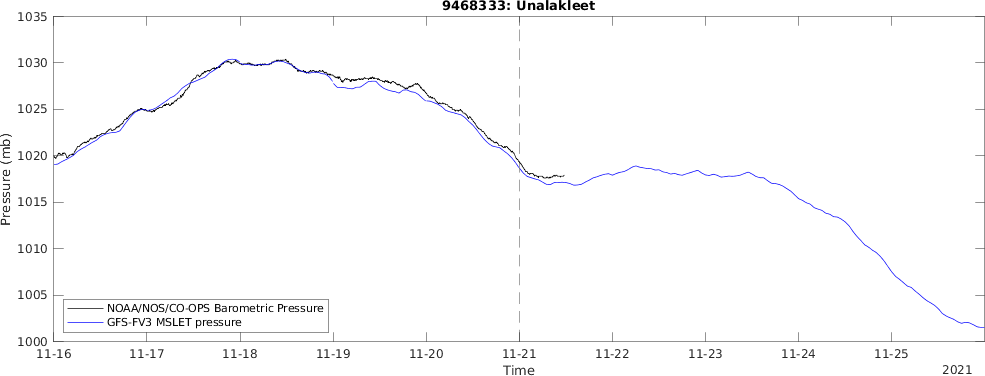 9468333: Unalakleet
1035
1030
1025
1020
1015
1010
1005
1000
Pressure (mb)
NOAA/NOS/CO-OPS Barometric Pressure
GFS-FV3 MSLET pressure
11-16 11-17 11-18 11-19 11-20 11-21 11-22 11-23 11-24 11-25
Time
2021